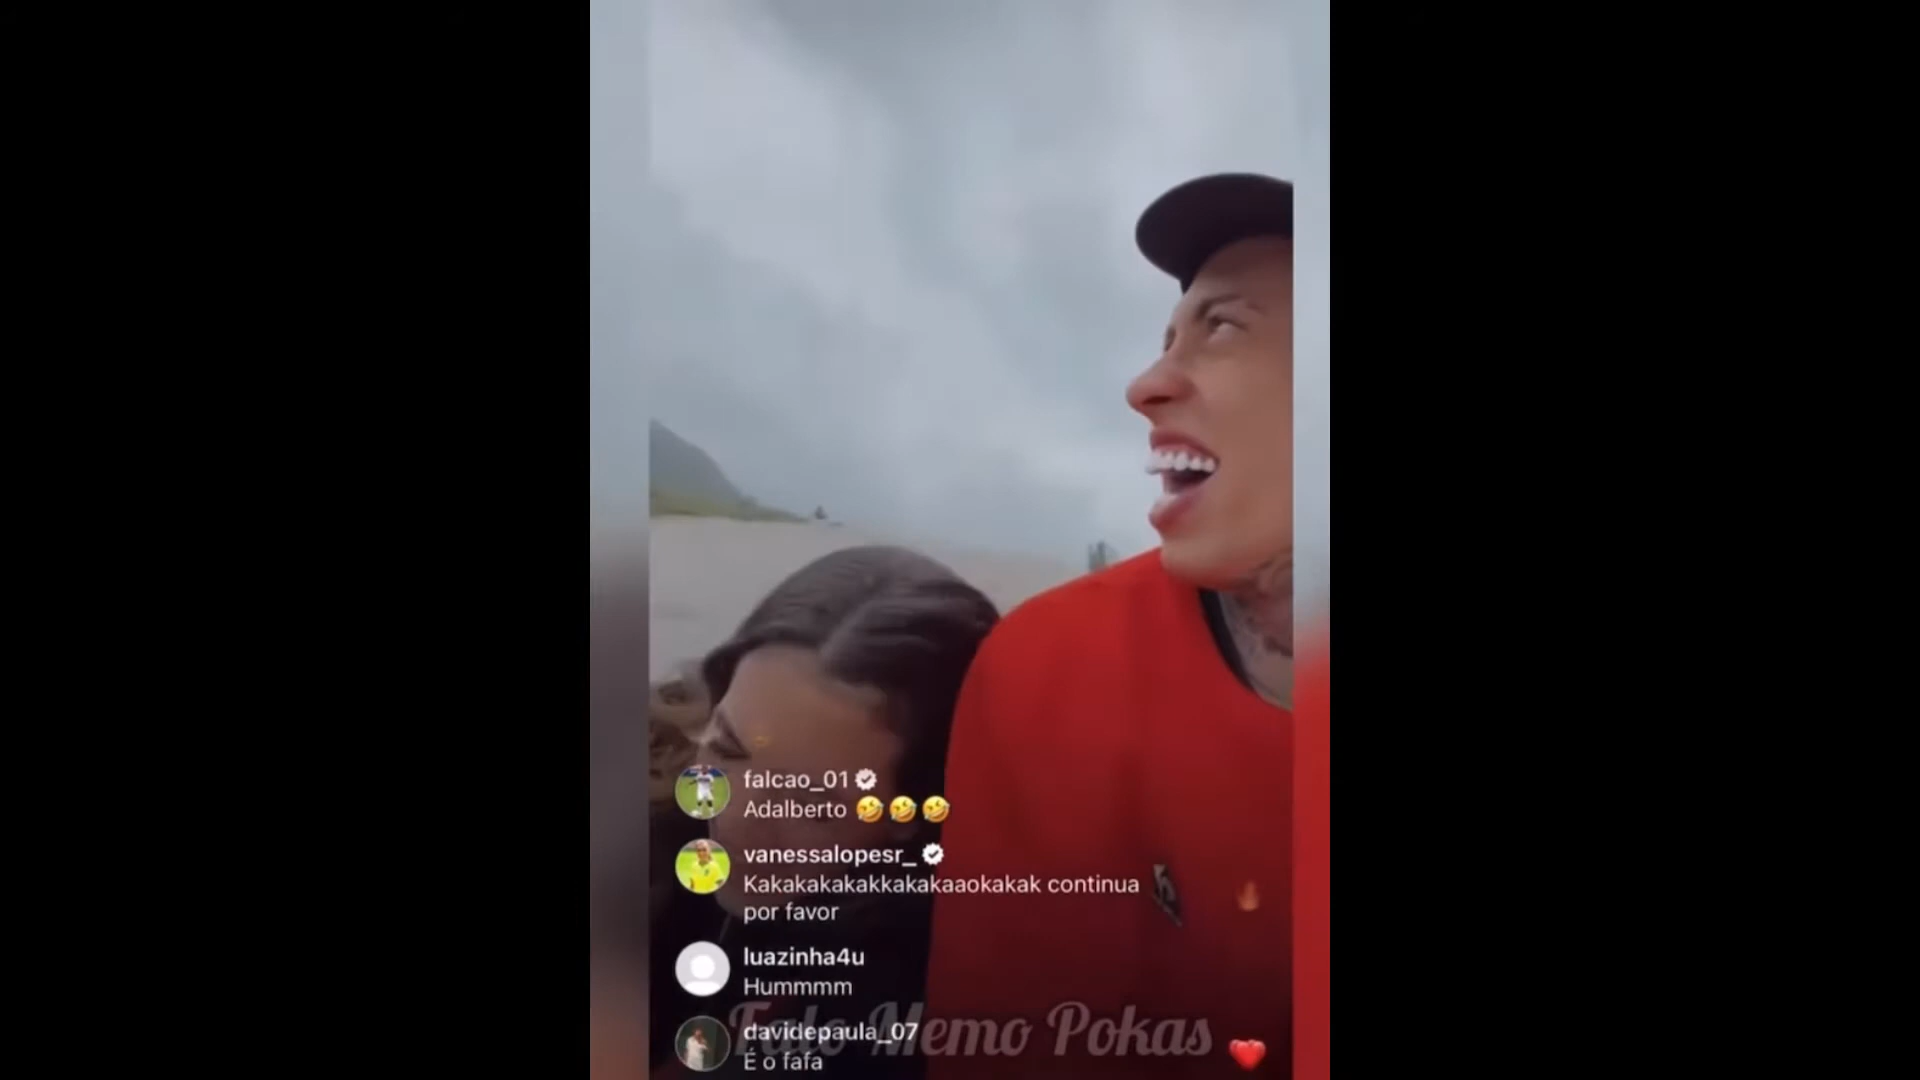 falcao_01
Adalberto 🤣🤣🤣
vanessalopesr_
Kakakakakakkakakaaokakak continua
por favor
luazinha4u
Hummmm
davidepaula_07
Falo Memo Pokas
É o fafa